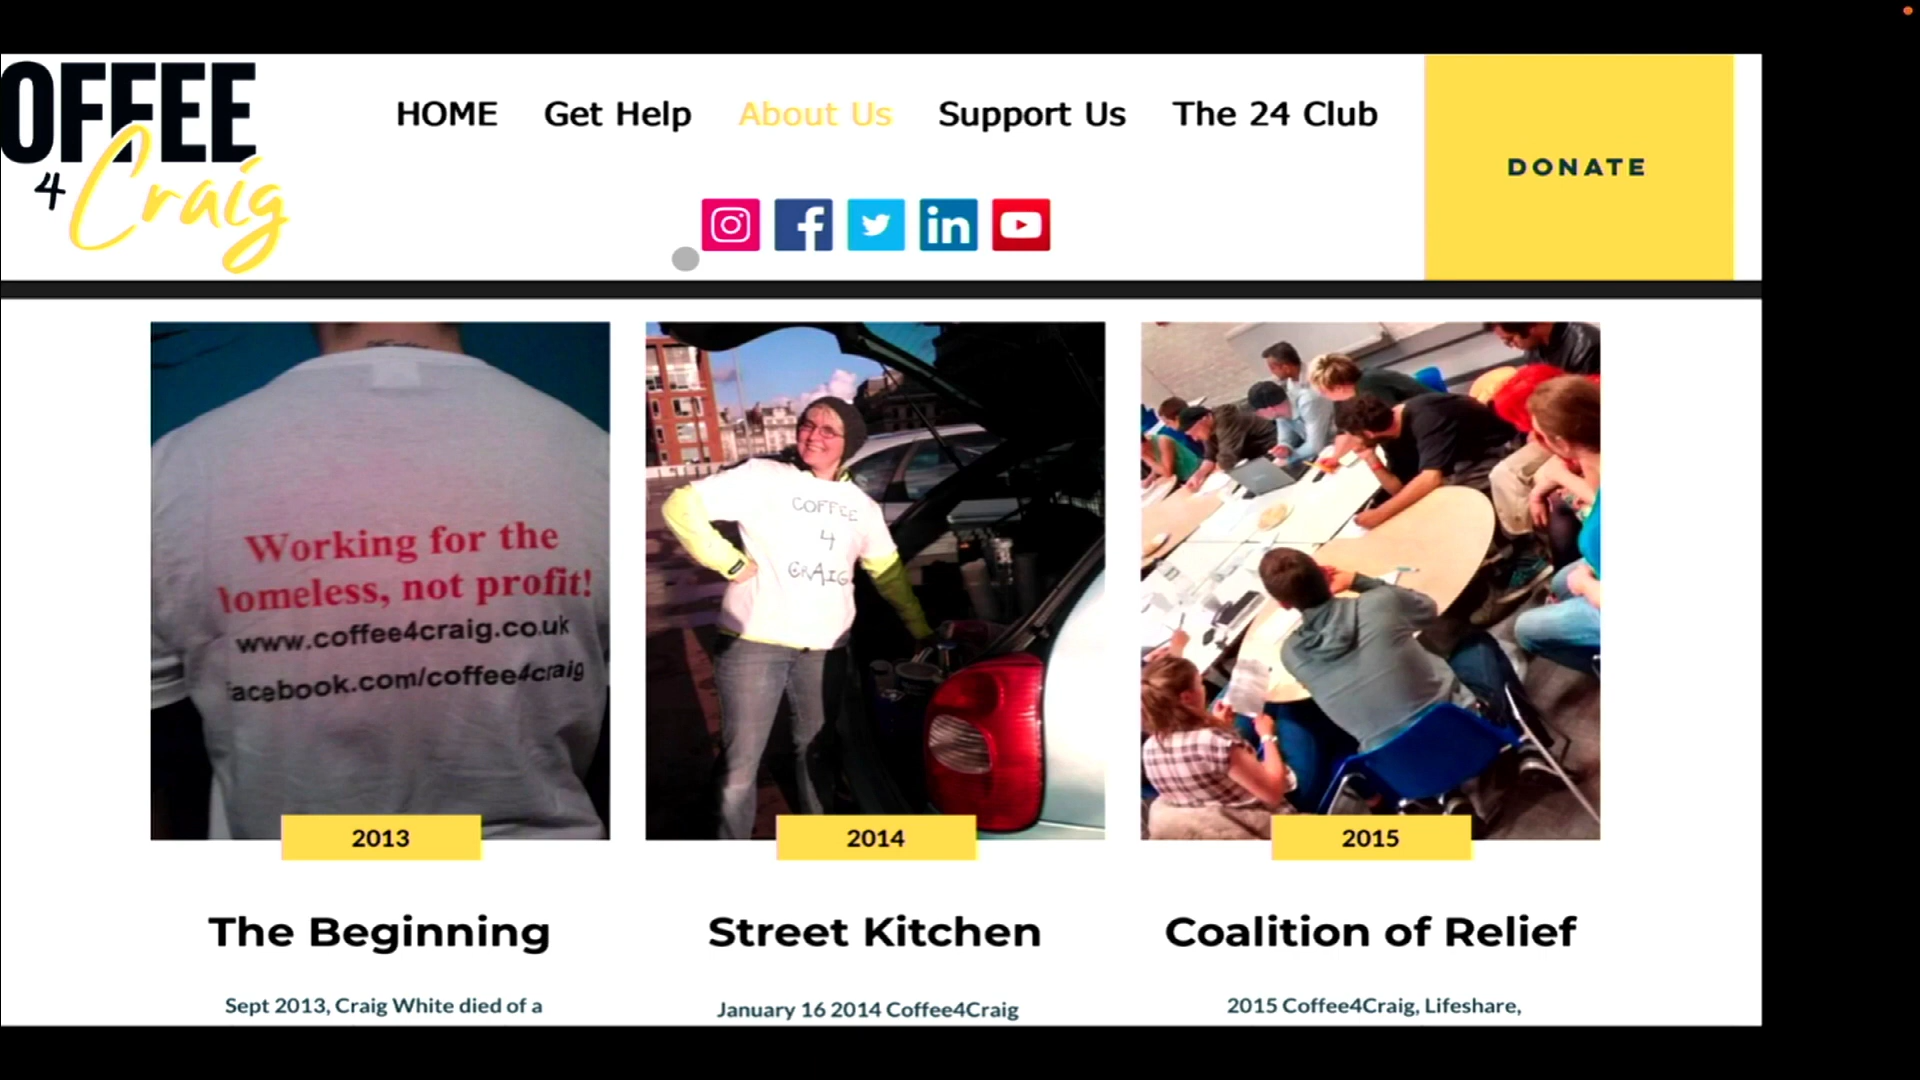 OFFEE
4 Craig
HOME Get Help About Us Support Us The 24 Club
DONATE
Working for the
homeless, not profit!
www.coffee4craig.co.uk
facebook.com/coffee4craig
COFFEE
4
CRAIG
2013
2014
2015
The Beginning
Street Kitchen
Coalition of Relief
Sept 2013, Craig White died of a
January 16 2014 Coffee4Craig
2015 Coffee4Craig, Lifeshare,